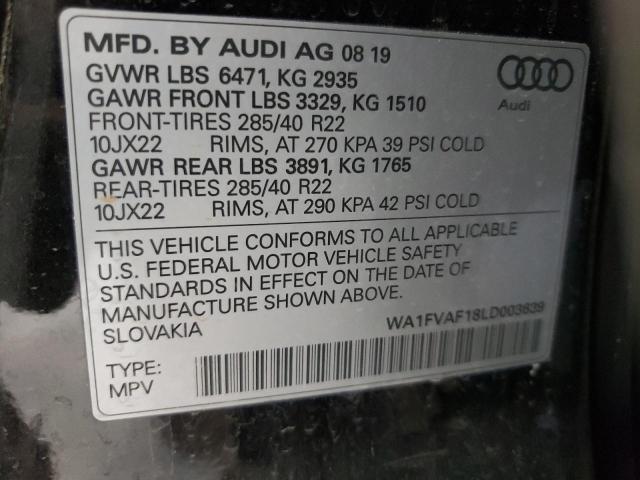 MFD. BY AUDI AG 08 19
GVWR LBS 6471, KG 2935
GAWR FRONT LBS 3329, KG 1510
FRONT-TIRES 285/40 R22
10JX22 RIMS, AT 270 KPA 39 PSI COLD
GAWR REAR LBS 3891, KG 1765
REAR-TIRES 285/40 R22
10JX22 RIMS, AT 290 KPA 42 PSI COLD
Audi
THIS VEHICLE CONFORMS TO ALL APPLICABLE
U.S. FEDERAL MOTOR VEHICLE SAFETY
STANDARDS IN EFFECT ON THE DATE OF
MANUFACTURE SHOWN ABOVE.
SLOVAKIA
WA1FVAF18LD003639
TYPE:
MPV